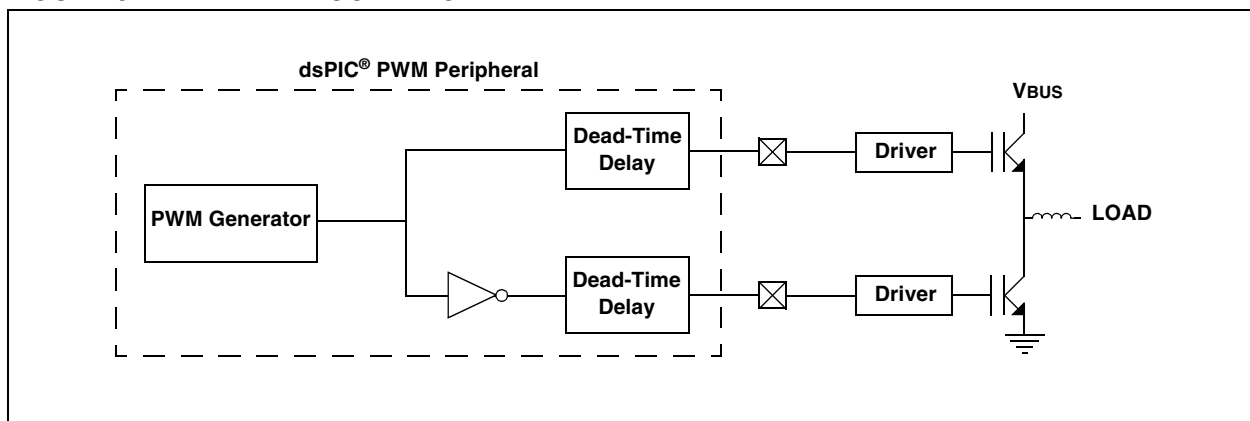 dsPIC® PWM Peripheral
VBUS
Dead-Time
Delay
Driver
PWM Generator
LOAD
Dead-Time
Delay
Driver